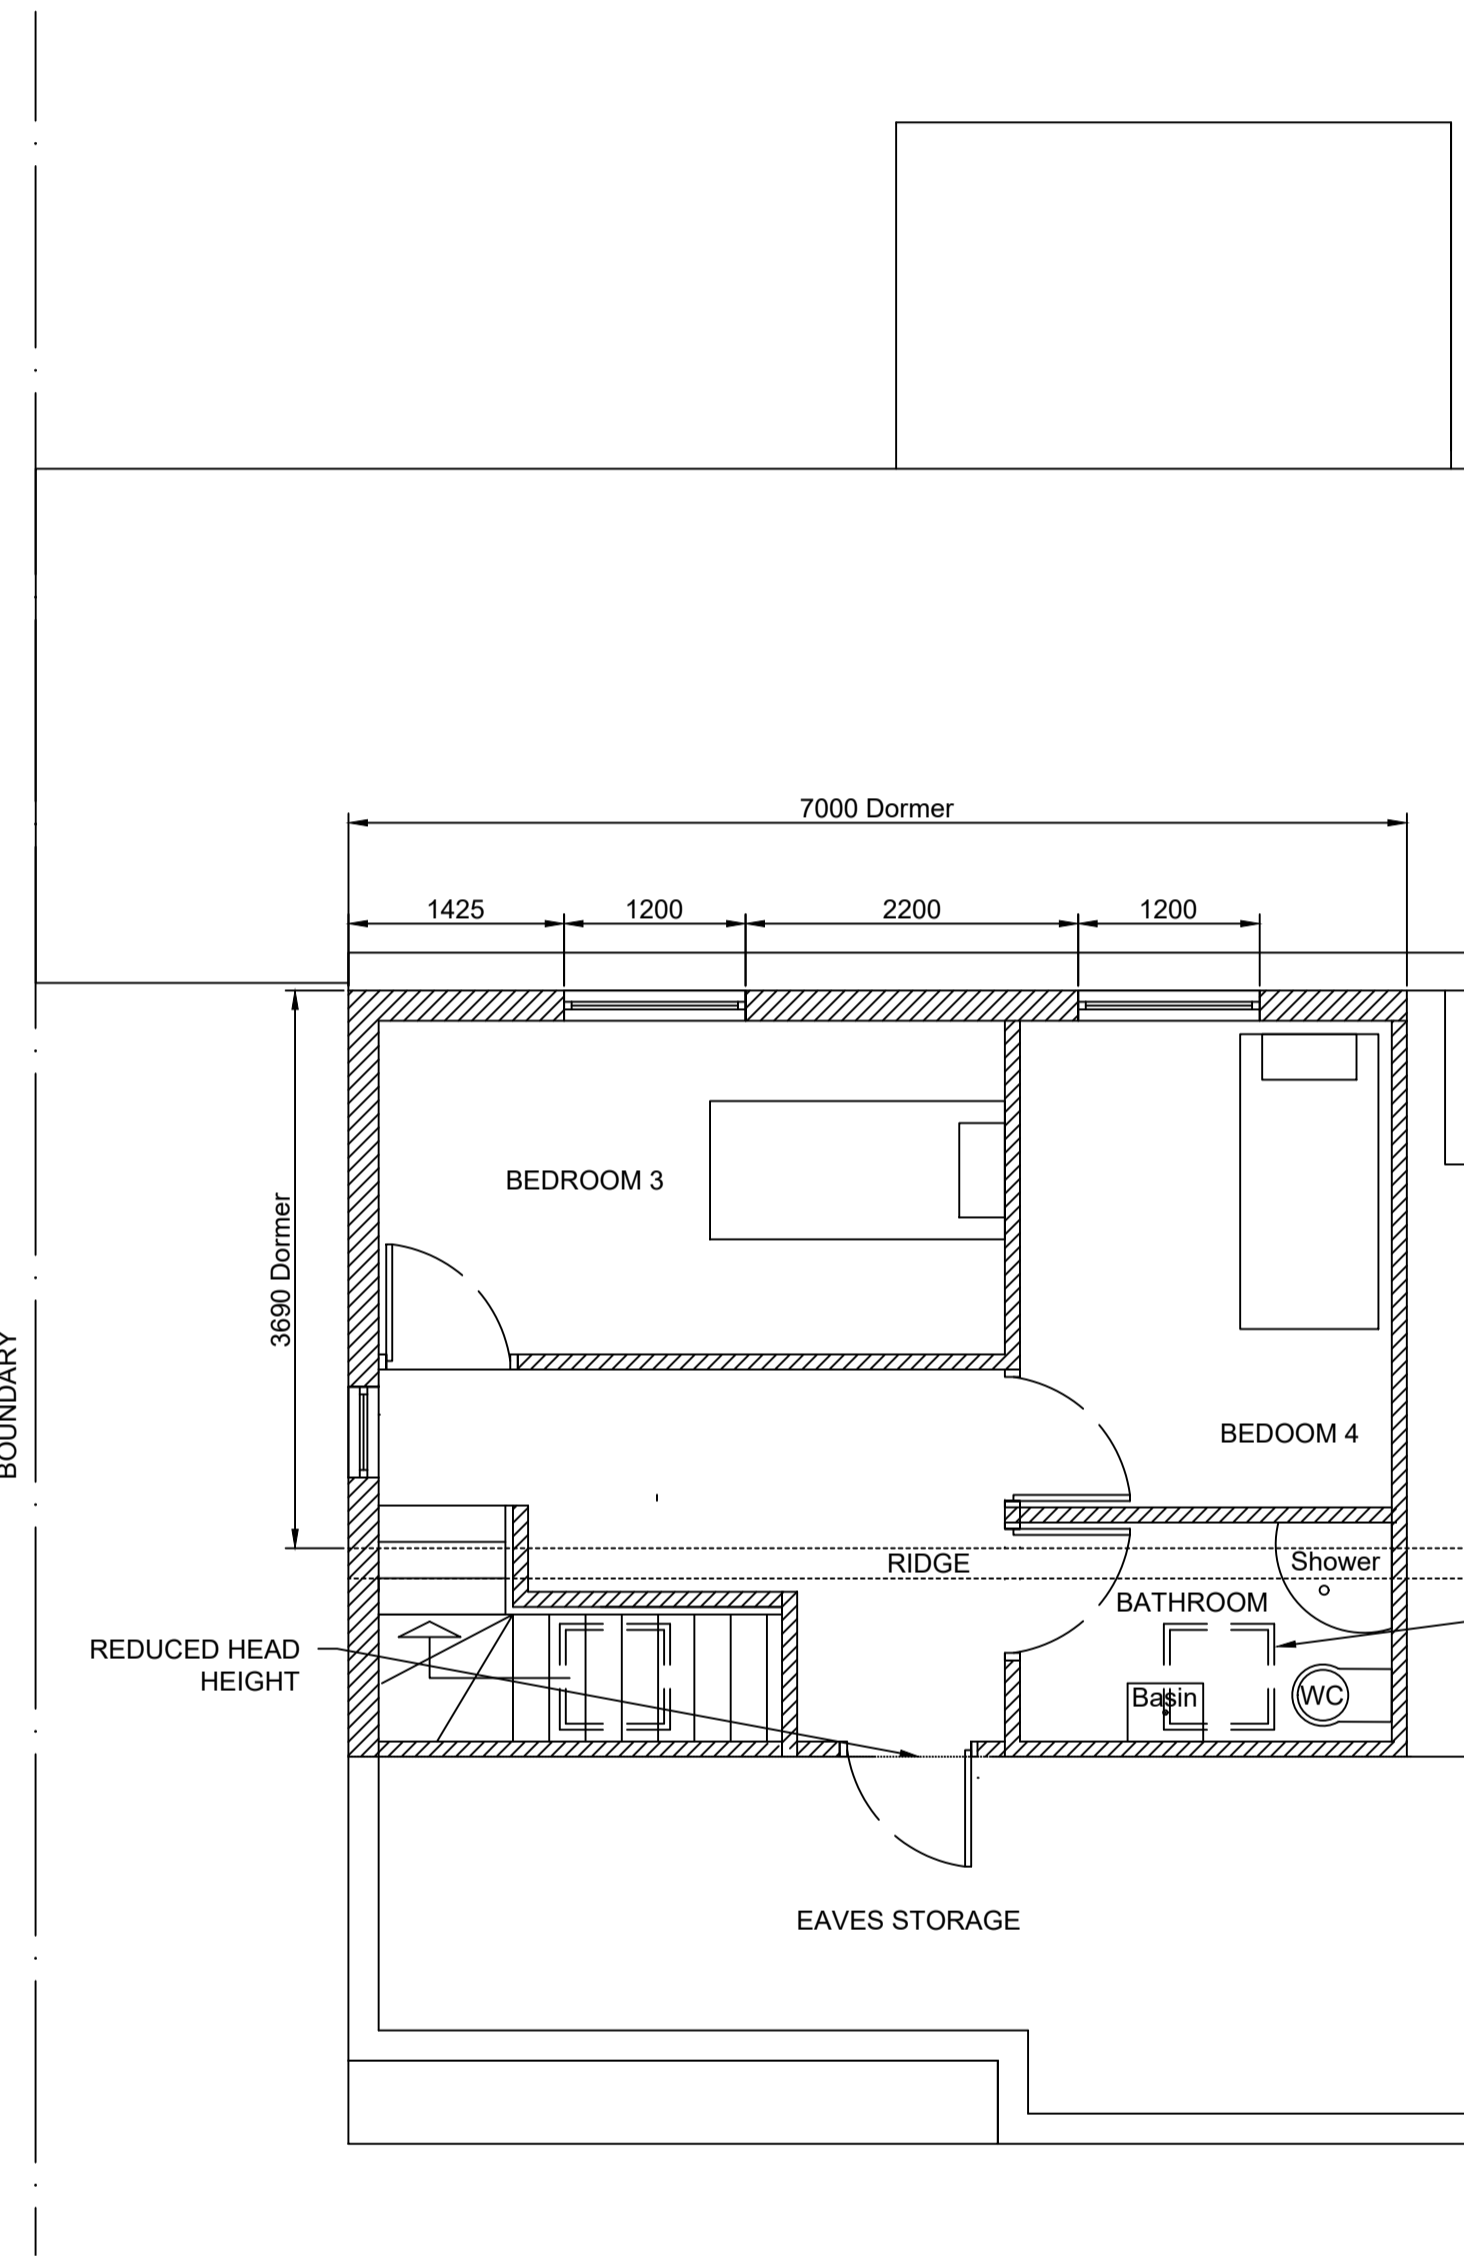 7000 Dormer
1425
1200
2200
1200
3690 Dormer
BEDROOM 3
BOUNDARY
BEDOOM 4
RIDGE
Shower
BATHROOM
REDUCED HEAD
HEIGHT
Basin
WC
EAVES STORAGE